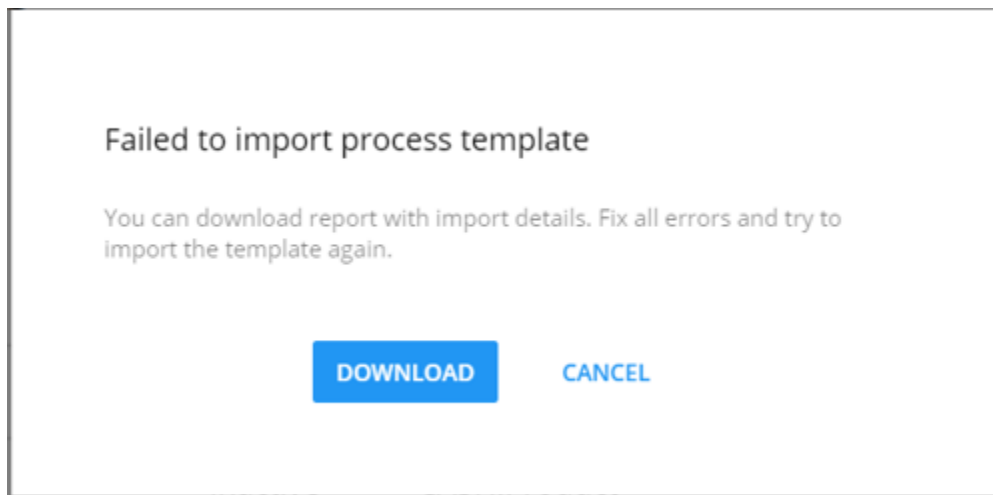 Failed to import process template
You can download report with import details. Fix all errors and try to
import the template again.
DOWNLOAD CANCEL